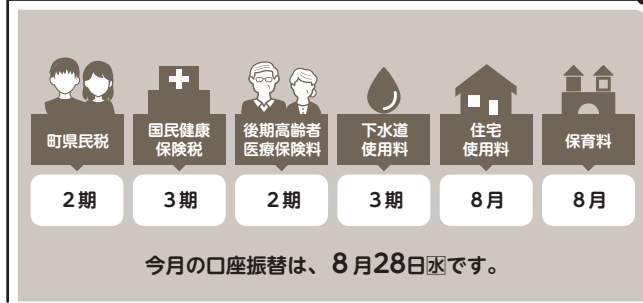 町県民税
国民健康
保険税
後期高齢者
医療保険料
下水道
使用料
住宅
使用料
保育料
2期
3期
2期
3期
8月
8月
今月の口座振替は、8月28日水です。